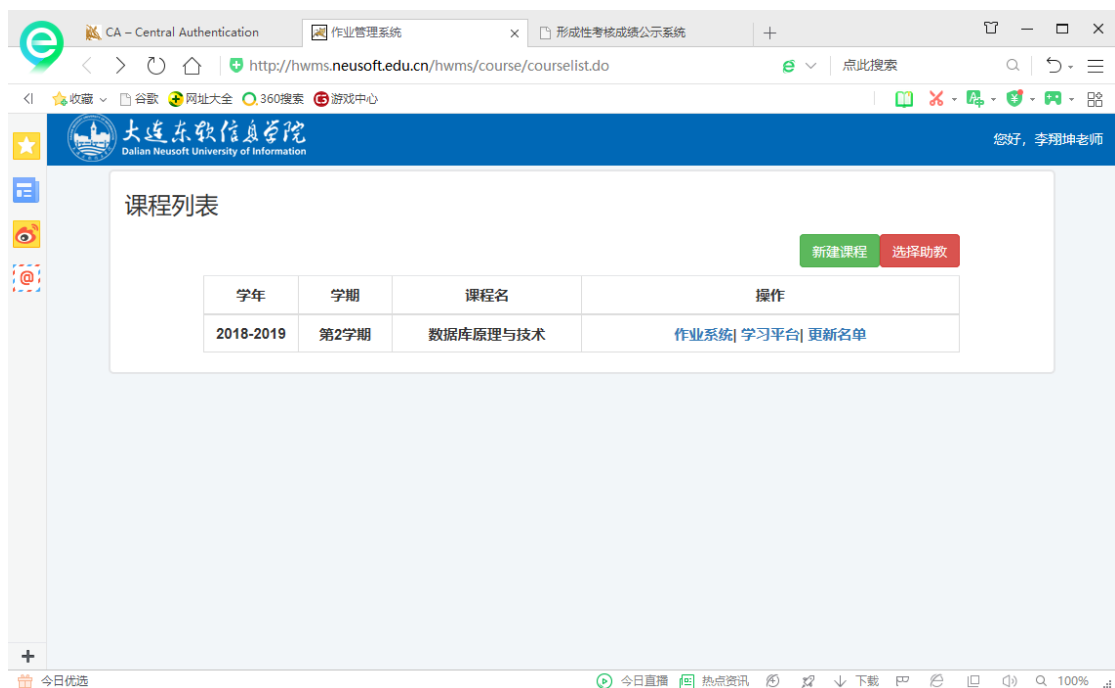 CA – Central Authentication
作业管理系统
形成性考核成绩公示系统
http://hwms.neusoft.edu.cn/hwms/course/courselist.do
点此搜索
收藏 谷歌 网址大全 360搜索 游戏中心
大连东软信息学院
Dalian Neusoft University of Information
您好，李翔坤老师
课程列表
新建课程 选择助教
学年 学期 课程名 操作
2018-2019 第2学期 数据库原理与技术 作业系统| 学习平台| 更新名单
今日优选 今日直播 热点资讯 下载 100%